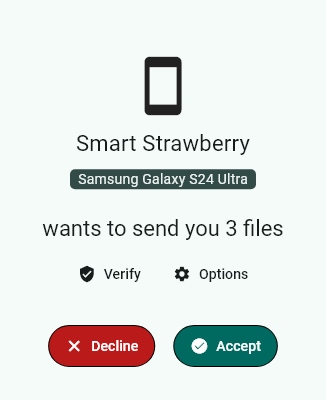 Smart Strawberry
Samsung Galaxy S24 Ultra
wants to send you 3 files
Verify Options
Decline Accept